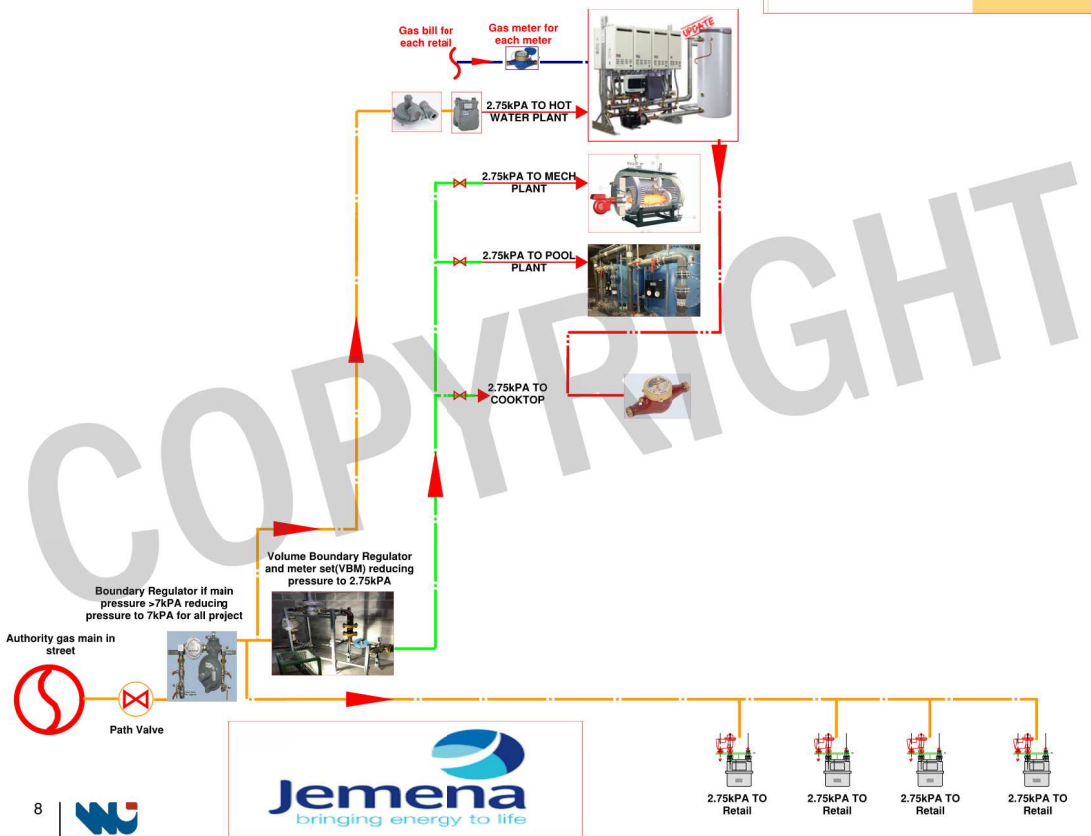 Gas bill for
each retail
Gas meter for
each meter
UPDATE
2.75kPA TO HOT
WATER PLANT
2.75kPA TO MECH
PLANT
2.75kPA TO POOL
PLANT
2.75kPA TO
COOKTOP
COPYRIGHT
Volume Boundary Regulator
and meter set(VBM) reducing
pressure to 2.75kPA
Boundary Regulator if main
pressure >7kPA reducing
pressure to 7kPA for all project
Authority gas main in
street
Path Valve
Jemena
bringing energy to life
2.75kPA TO
Retail
2.75kPA TO
Retail
2.75kPA TO
Retail
2.75kPA TO
Retail
8